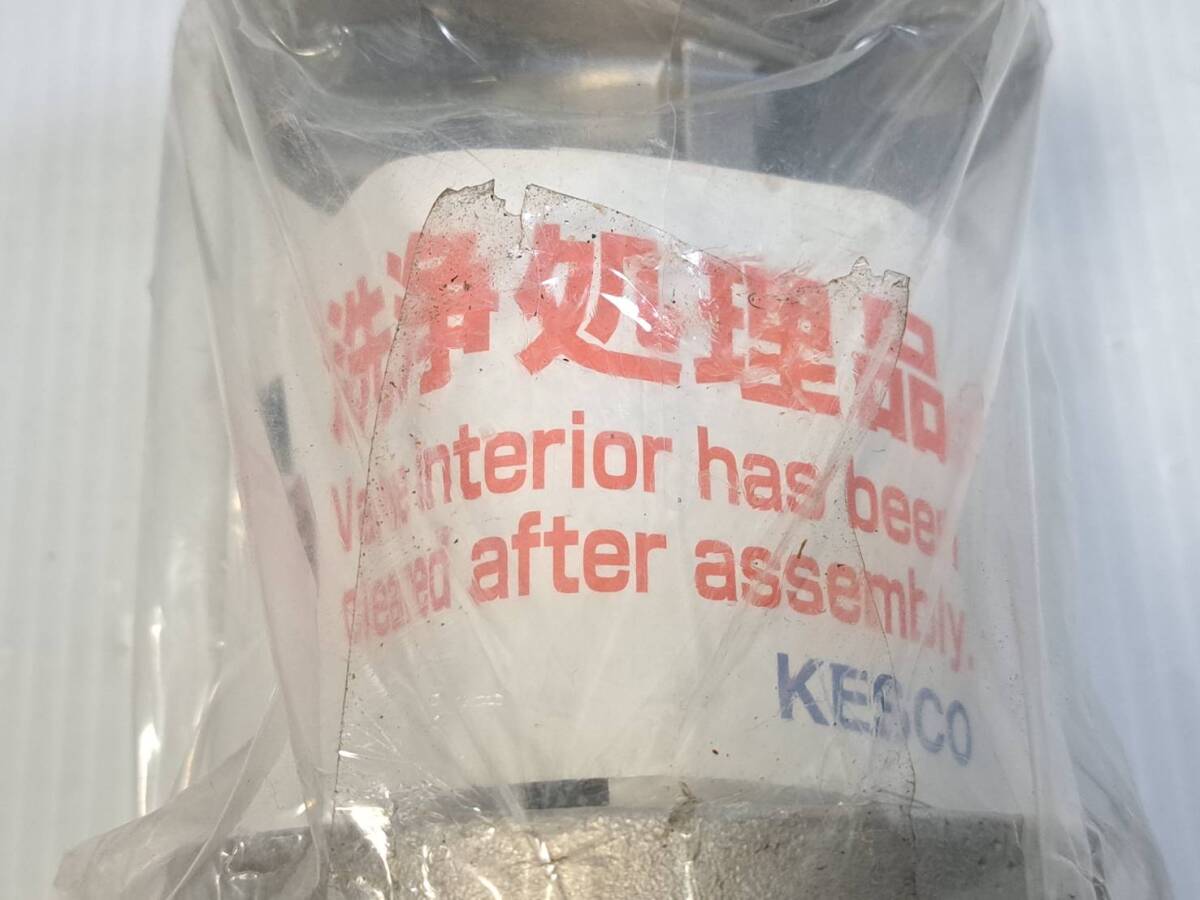 洗浄処理品
Valve interior has been
cleaned after assembly.
KESCO